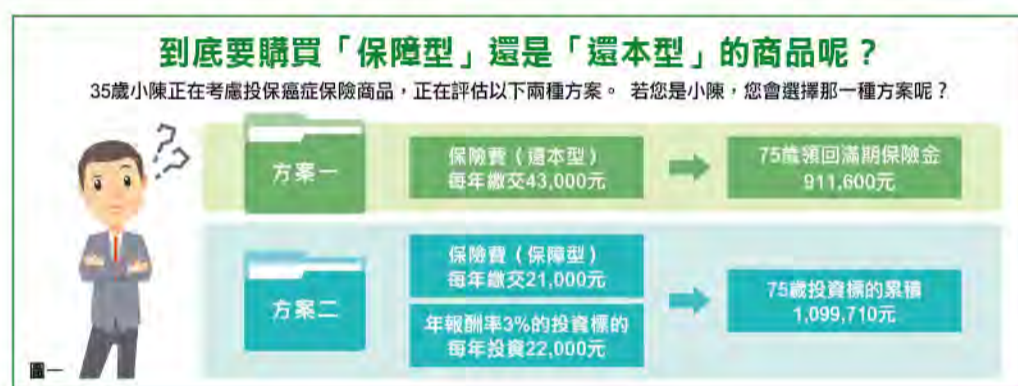 到底要購買「保障型」還是「還本型」的商品呢？
35歲小陳正在考慮投保癌症保險商品，正在評估以下兩種方案。 若您是小陳，您會選擇那一種方案呢？
???
方案一
保險費（還本型）
每年繳交43,000元
75歲領回滿期保險金
911,600元
方案二
保險費（保障型）
每年繳交21,000元
年報酬率3%的投資標的
每年投資22,000元
75歲投資標的累積
1,099,710元
圖一